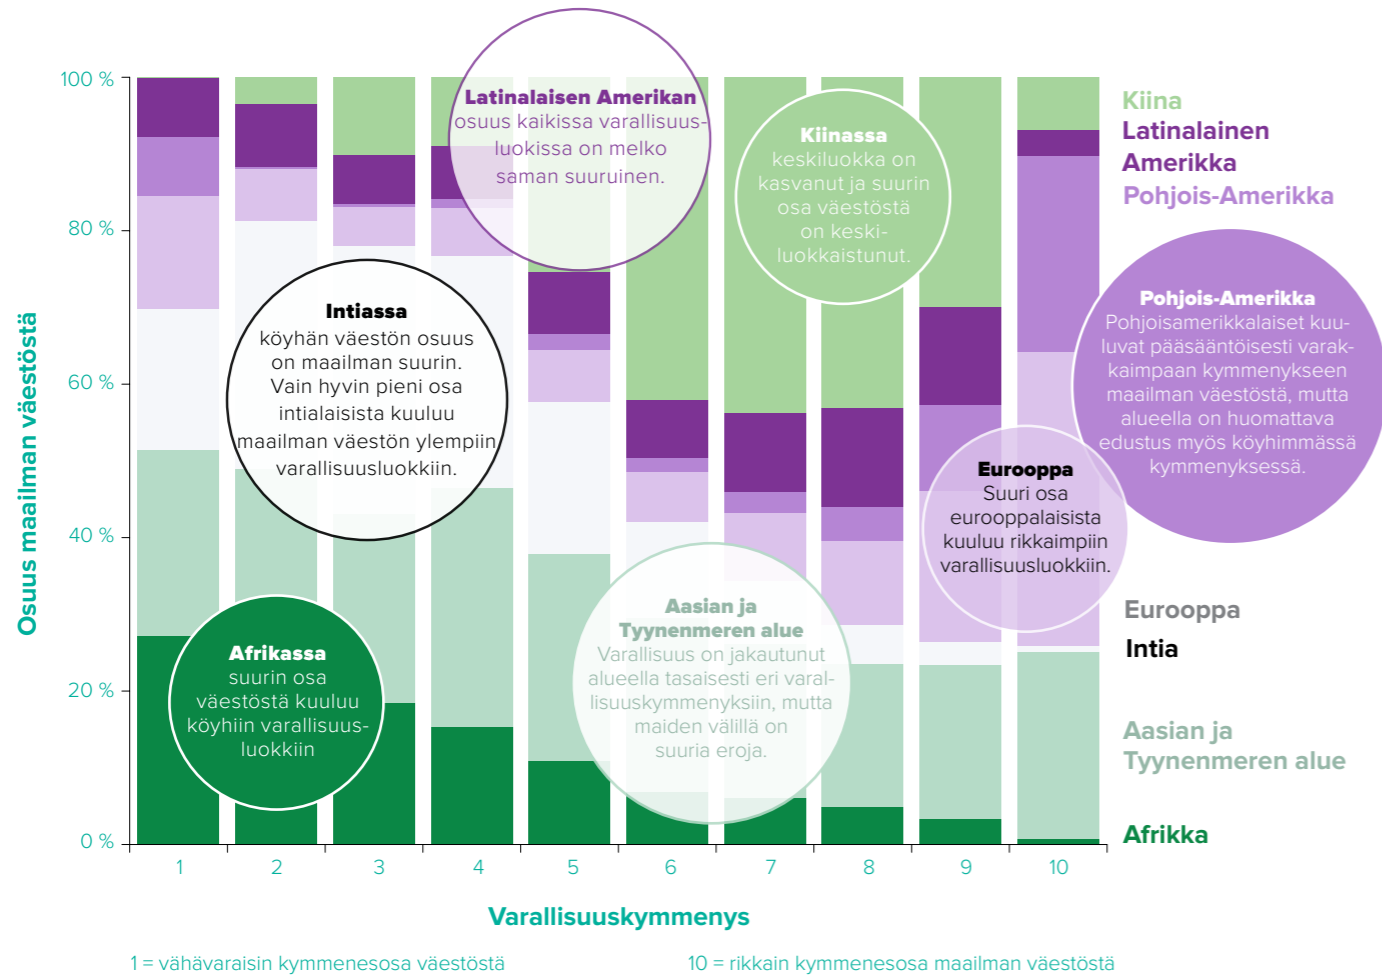 100 %
80 %
60 %
40 %
20 %
0 %
Osuus maailman väestöstä
Latinalaisen Amerikan
osuus kaikissa varallisuus-
luokissa on melko
saman suuruinen.
Kiinassa
keskiluokka on
kasvanut ja suurin
osa väestöstä
on keski-
luokkaistunut.
Intiassa
köyhän väestön osuus
on maailman suurin.
Vain hyvin pieni osa
intialaisista kuuluu
maailman väestön ylempiin
varallisuusluokkiin.
Pohjois-Amerikka
Pohjoisamerikkalaiset kuu-
luvat pääsääntöisesti varak-
kaimpaan kymmenykseen
maailman väestöstä, mutta
alueella on huomattava
edustus myös köyhimmässä
kymmenyksessä.
Eurooppa
Suuri osa
eurooppalaisista
kuuluu rikkaimpiin
varallisuusluokkiin.
Afrikassa
suurin osa
väestöstä kuuluu
köyhiin varallisuus-
luokkiin
Aasian ja
Tyynenmeren alue
Varallisuus on jakautunut
alueella tasaisesti eri varal-
lisuuskymmenyksiin, mutta
maiden välillä on
suuria eroja.
Kiina
Latinalainen
Amerikka
Pohjois-Amerikka
Eurooppa
Intia
Aasian ja
Tyynenmeren alue
Afrikka
1 2 3 4 5 6 7 8 9 10
Varallisuuskymmenys
1 = vähävaraisin kymmenesosa väestöstä
10 = rikkain kymmenesosa maailman väestöstä